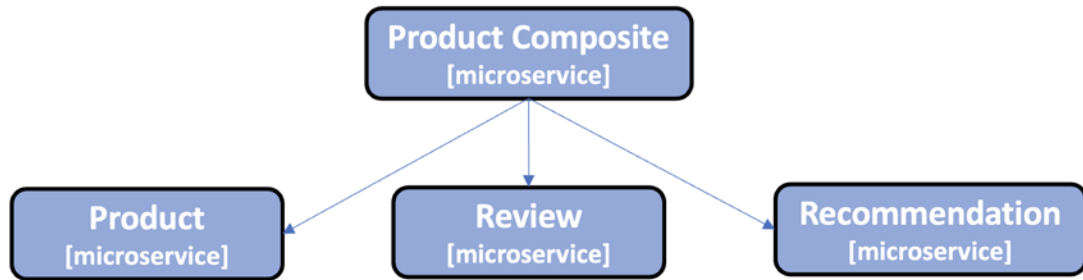 Product Composite
[microservice]
Product
[microservice]
Review
[microservice]
Recommendation
[microservice]